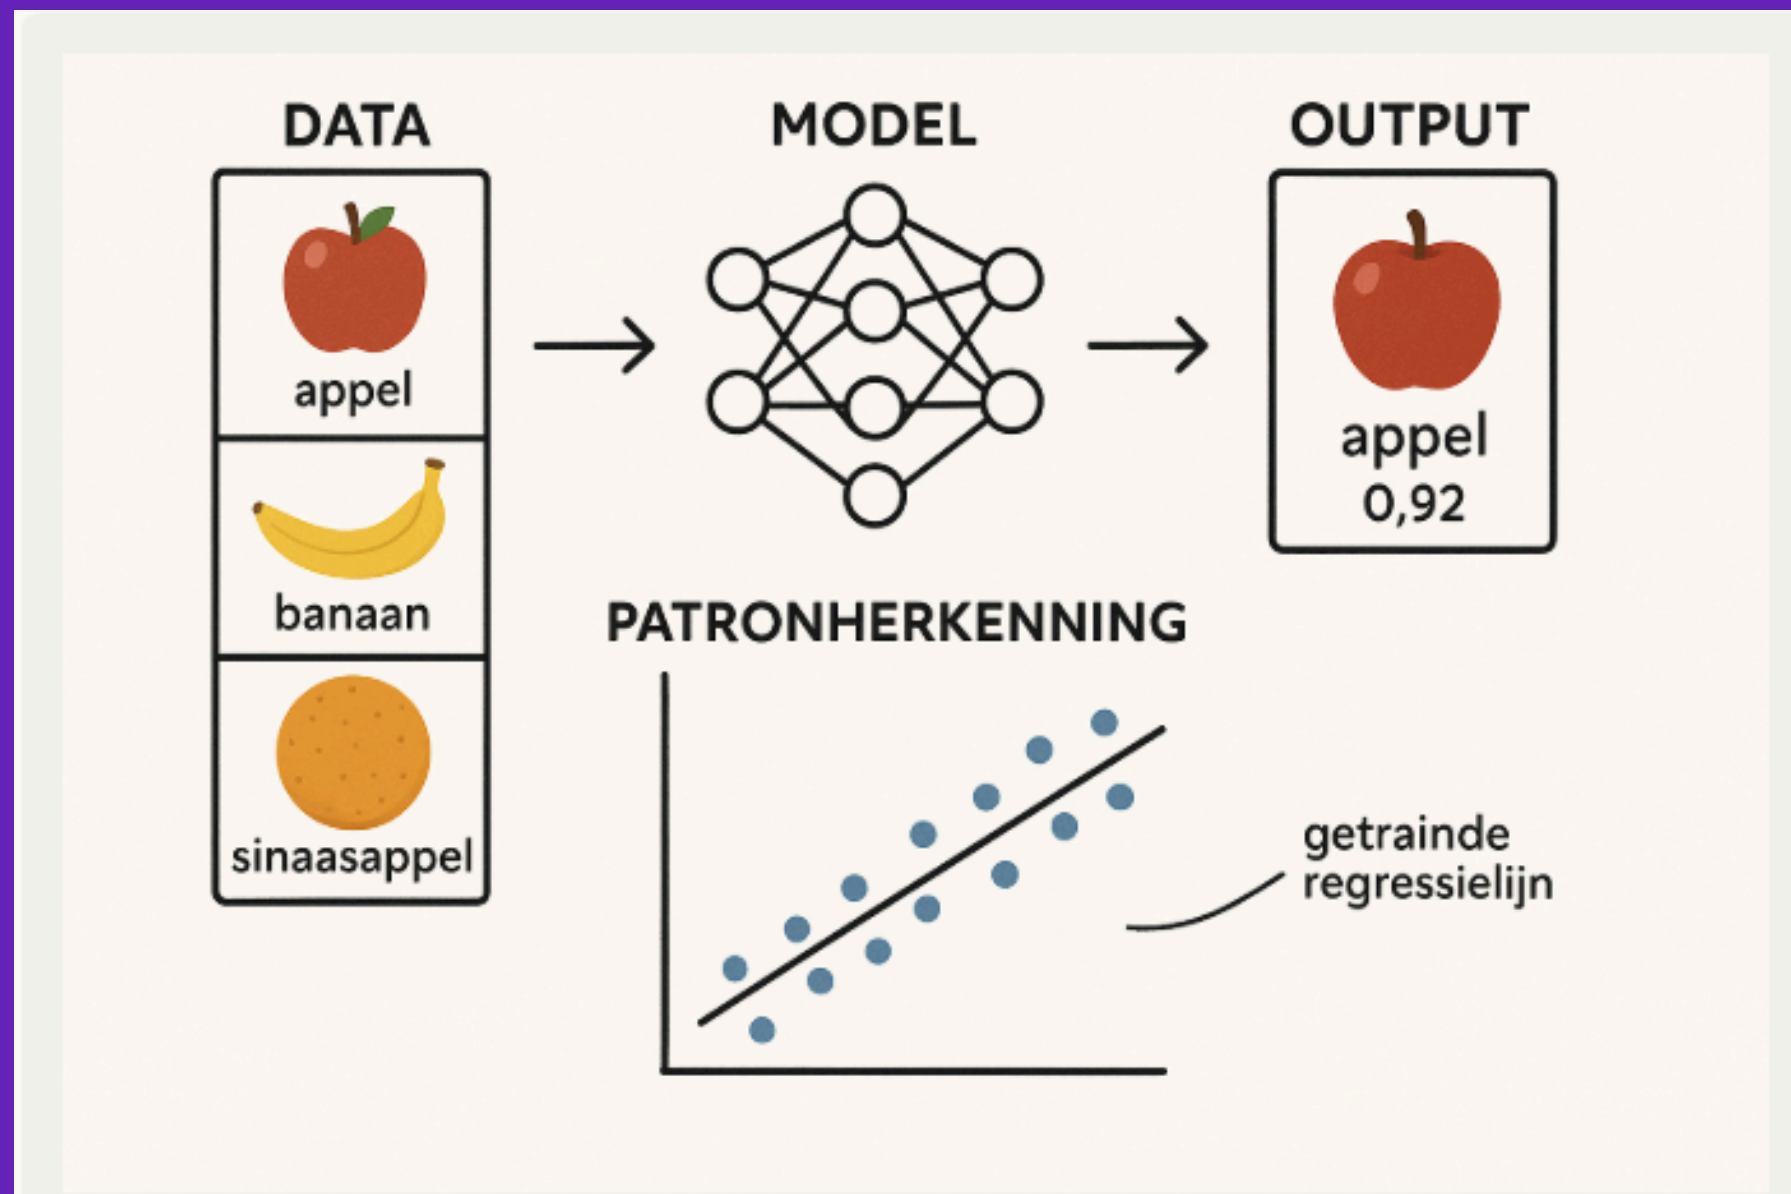 DATA
appel
banaan
sinaasappel
MODEL
OUTPUT
appel
0,92
PATRONHERKENNING
getrainde
regressielijn